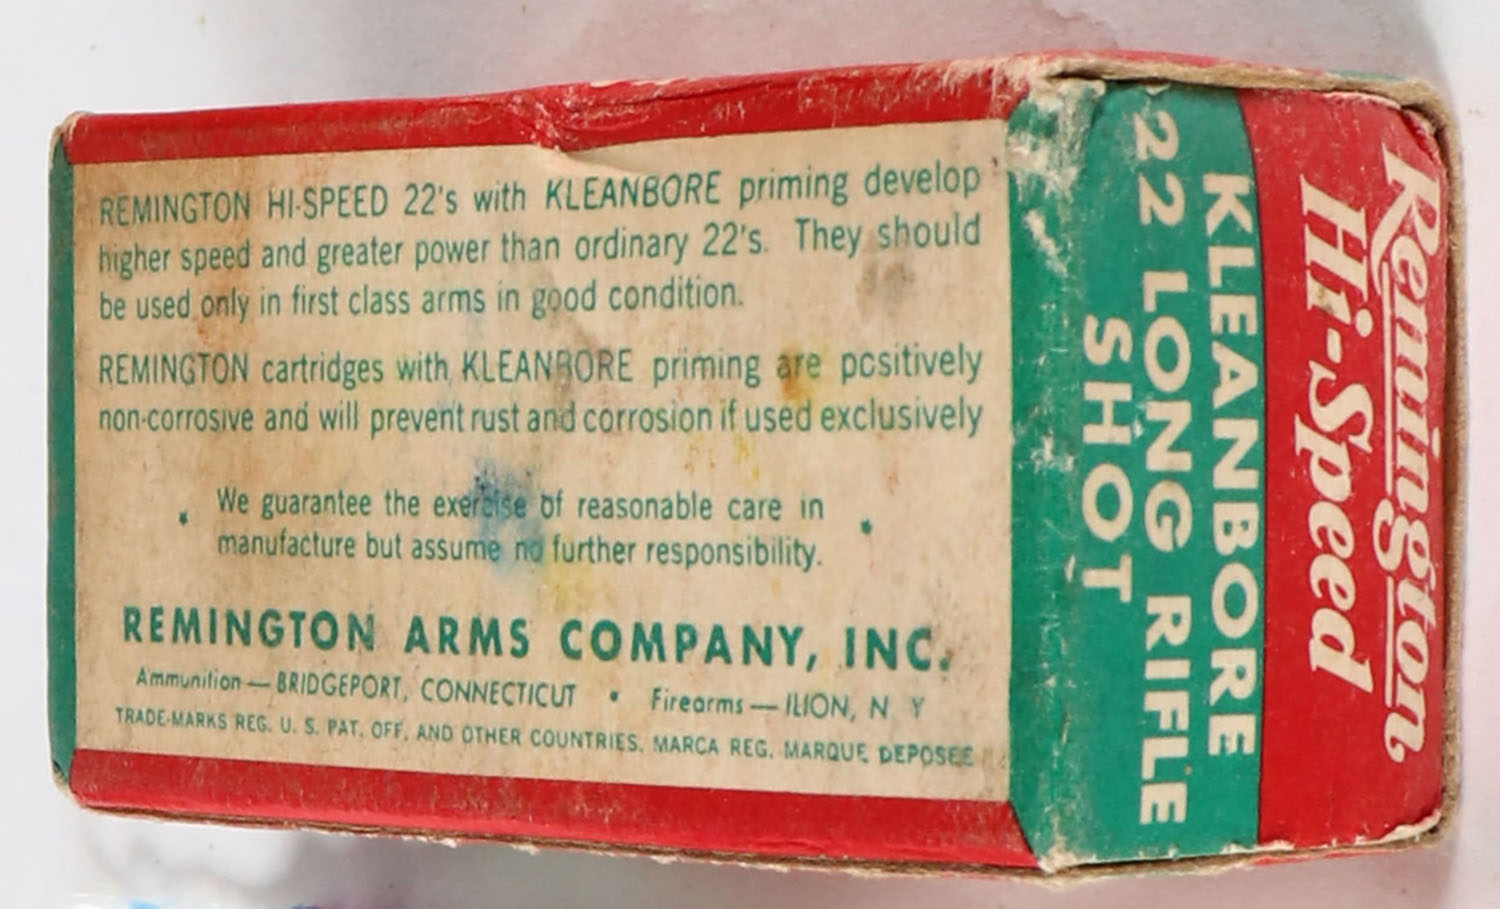 REMINGTON HI-SPEED 22's with KLEANBORE priming develop
higher speed and greater power than ordinary 22's. They should
be used only in first class arms in good condition.
REMINGTON cartridges with KLEANBORE priming are positively
non-corrosive and will prevent rust and corrosion if used exclusively
We guarantee the exercise of reasonable care in
manufacture but assume no further responsibility.
REMINGTON ARMS COMPANY, INC.
Ammunition — BRIDGEPORT, CONNECTICUT • Firearms — ILION, N Y
TRADE-MARKS REG. U. S. PAT. OFF. AND OTHER COUNTRIES. MARCA REG. MARQUE DEPOSEE
Remington
Hi-Speed
KLEANBORE
22 LONG RIFLE
SHOT